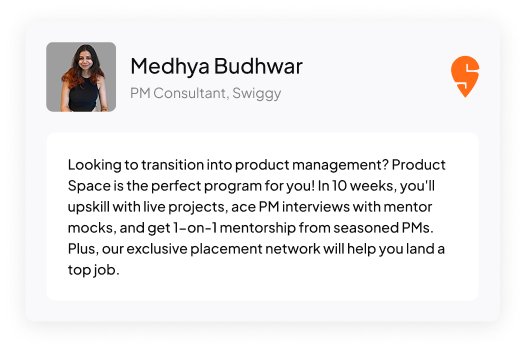 Medhya Budhwar
PM Consultant, Swiggy
Looking to transition into product management? Product
Space is the perfect program for you! In 10 weeks, you'll
upskill with live projects, ace PM interviews with mentor
mocks, and get 1-on-1 mentorship from seasoned PMs.
Plus, our exclusive placement network will help you land a
top job.